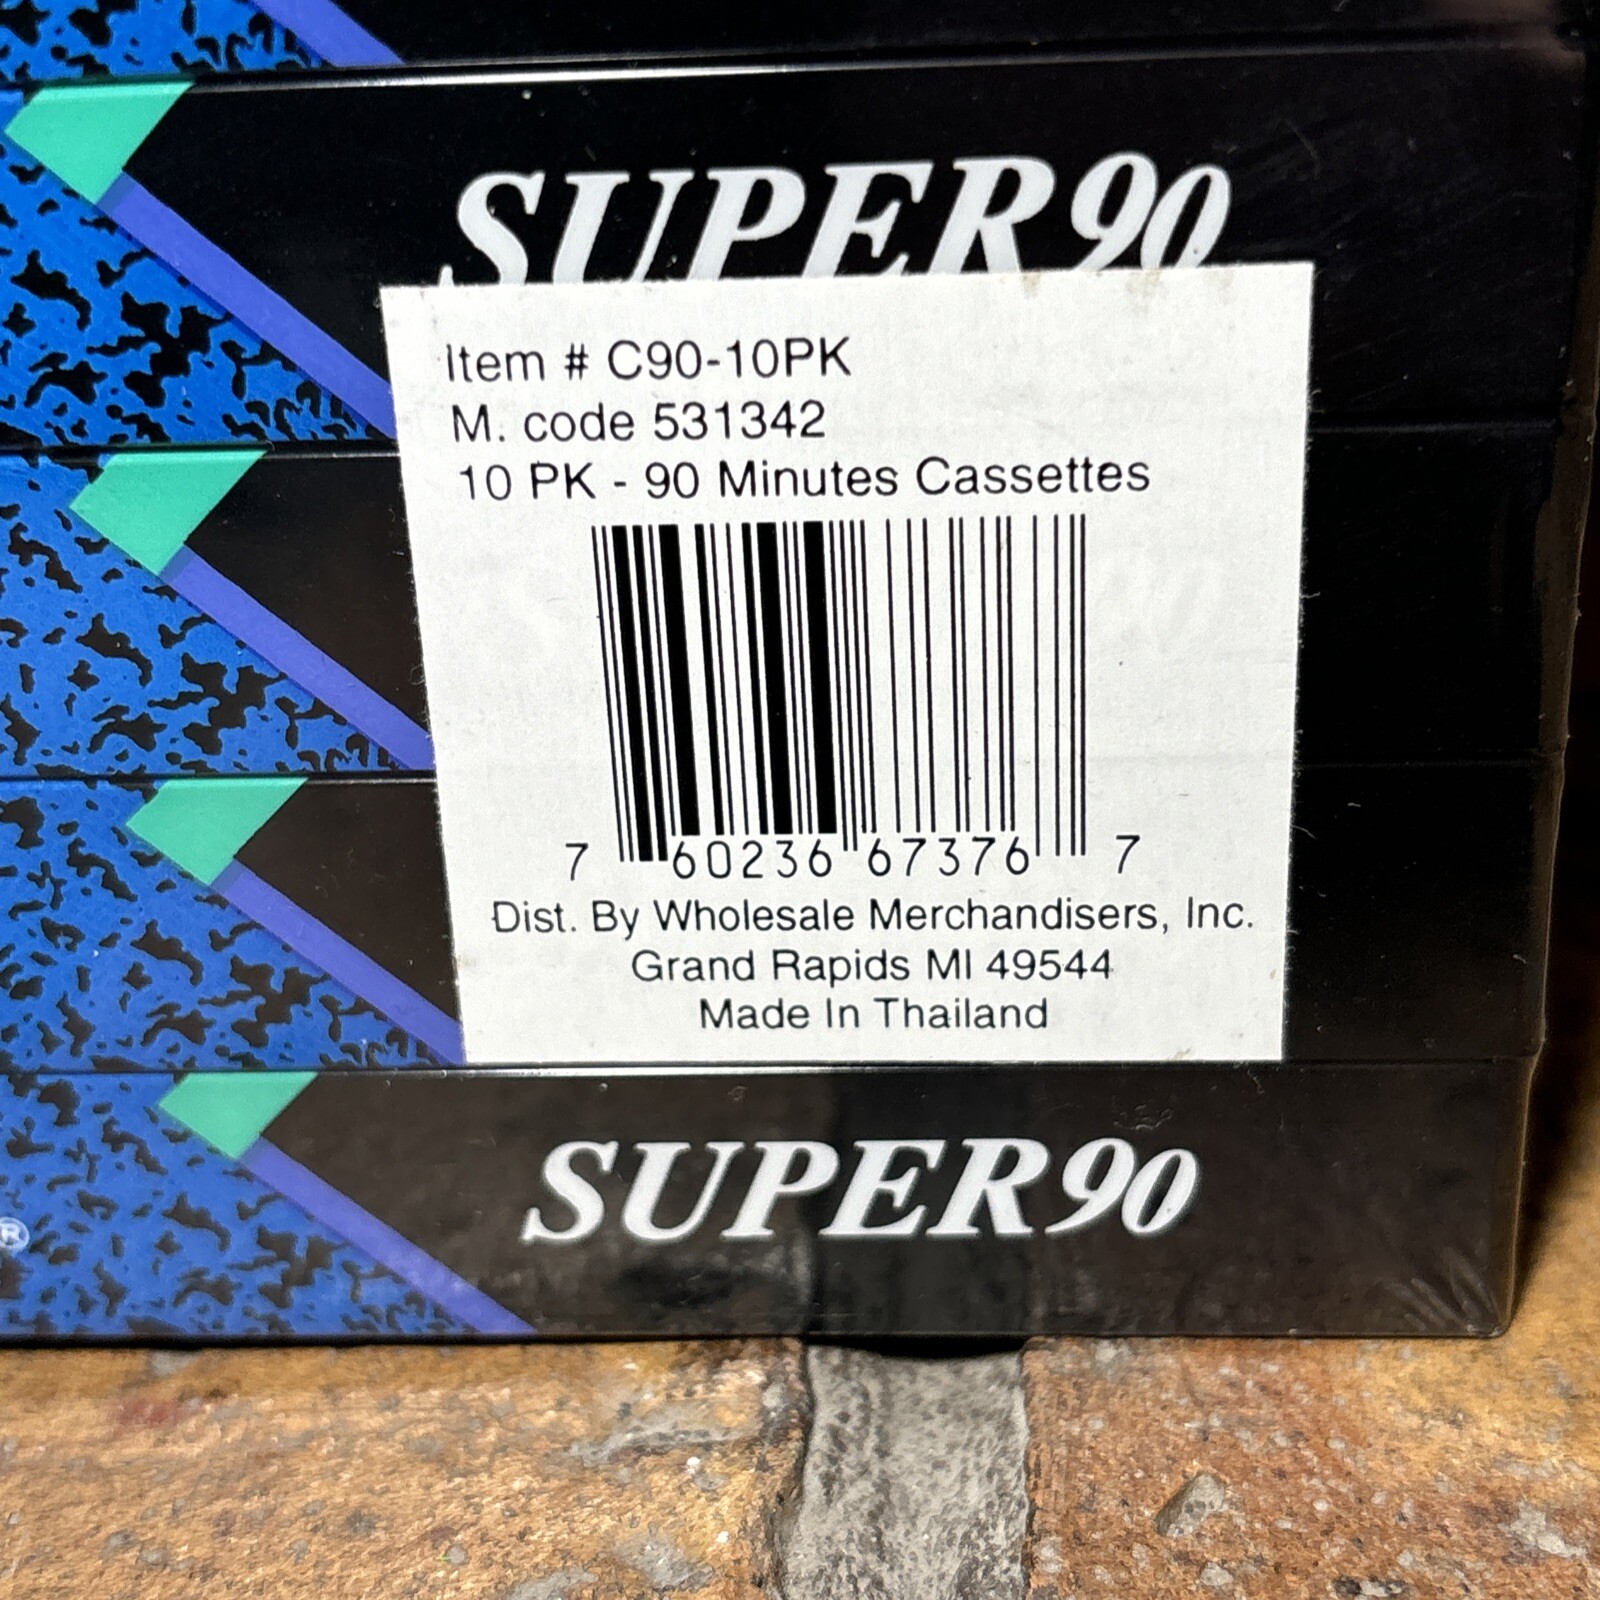 SUPER90
Item # C90-10PK
M. code 531342
10 PK - 90 Minutes Cassettes
7 60236 67376 7
Dist. By Wholesale Merchandisers, Inc.
Grand Rapids MI 49544
Made In Thailand
® SUPER90